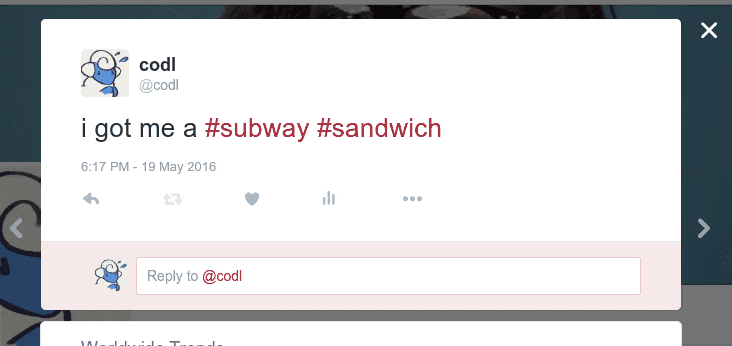 codl
@codl
i got me a #subway #sandwich
6:17 PM - 19 May 2016
Reply to @codl
Worldwide Trends